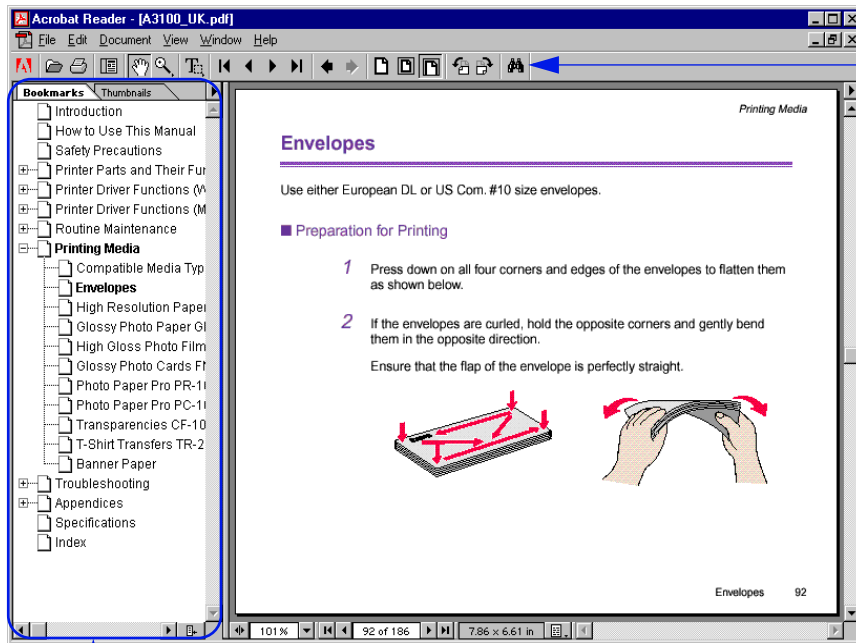 Acrobat Reader - [A3100_UK.pdf]
File Edit Document View Window Help
Bookmarks Thumbnails
Introduction
How to Use This Manual
Safety Precautions
Printer Parts and Their Fur
Printer Driver Functions (W
Printer Driver Functions (M
Routine Maintenance
Printing Media
Compatible Media Typ
Envelopes
High Resolution Paper
Glossy Photo Paper Gl
High Gloss Photo Film
Glossy Photo Cards FM
Photo Paper Pro PR-10
Photo Paper Pro PC-10
Transparencies CF-10
T-Shirt Transfers TR-2
Banner Paper
Troubleshooting
Appendices
Specifications
Index
Printing Media
Envelopes
Use either European DL or US Com. #10 size envelopes.
Preparation for Printing
1 Press down on all four corners and edges of the envelopes to flatten them
as shown below.
2 If the envelopes are curled, hold the opposite corners and gently bend
them in the opposite direction.
Ensure that the flap of the envelope is perfectly straight.
Envelopes 92
101% 92 of 186 7.86 × 6.61 in